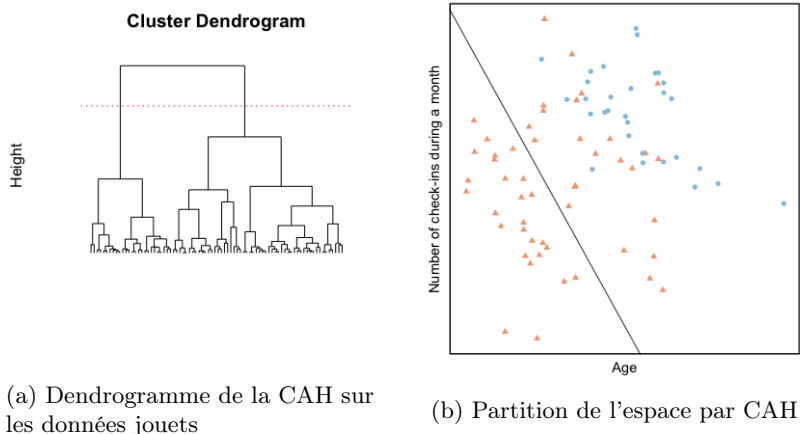 Cluster Dendrogram
Height
(a) Dendrogramme de la CAH sur
les données jouets
Number of check-ins during a month
Age
(b) Partition de l'espace par CAH